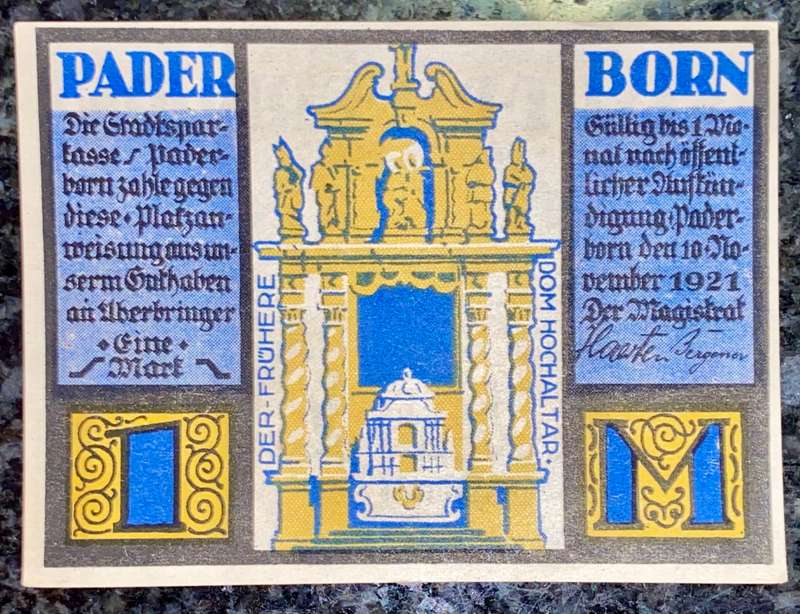 PADER
Die Stadtspar-
kasse Pader-
born zahle gegen
diese Platzan-
weisung aus un-
serm Guthaben
an Uberbringer
Eine
Mark
DER-FRÜHERE
DOM HOCHALTAR.
BORN
Gültig bis 1 Mo-
nat nach öffent-
licher Aufkün-
digung. Pader-
born den 10. No-
vember 1921
Der Magistrat
1
M